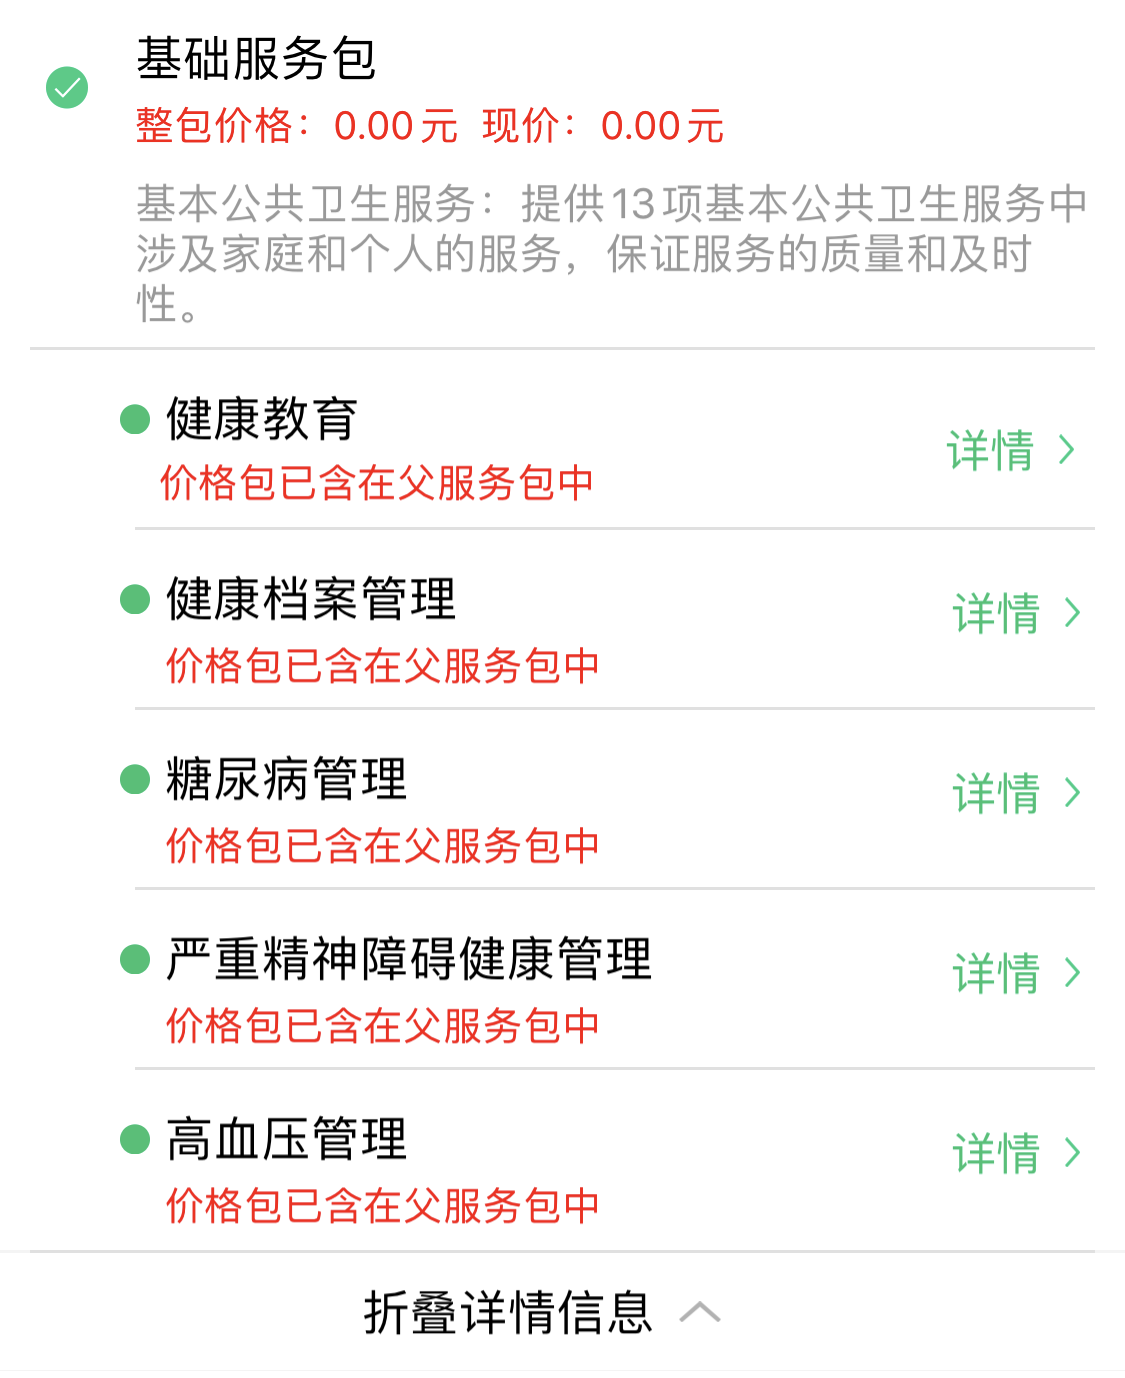 基础服务包
整包价格：0.00元 现价：0.00元
基本公共卫生服务：提供13项基本公共卫生服务中
涉及家庭和个人的服务，保证服务的质量和及时
性。
健康教育
详情
价格包已含在父服务包中
健康档案管理
详情
价格包已含在父服务包中
糖尿病管理
详情
价格包已含在父服务包中
严重精神障碍健康管理
详情
价格包已含在父服务包中
高血压管理
详情
价格包已含在父服务包中
折叠详情信息